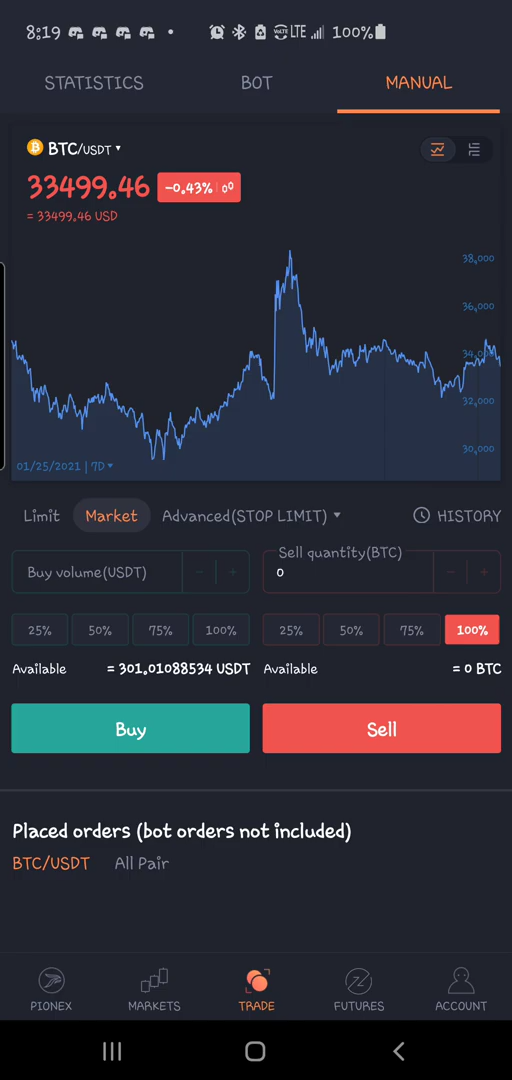 8:19 VoLTE LTE 100%
STATISTICS BOT MANUAL
BTC/USDT
33499.46 -0.43%
= 33499.46 USD
38,000
36,000
34,000
32,000
30,000
01/25/2021 | 7D
Limit Market Advanced(STOP LIMIT) HISTORY
Buy volume(USDT) - + Sell quantity(BTC) 0 - +
25% 50% 75% 100% 25% 50% 75% 100%
Available = 301.01088534 USDT Available = 0 BTC
Buy Sell
Placed orders (bot orders not included)
BTC/USDT All Pair
PIONEX MARKETS TRADE FUTURES ACCOUNT